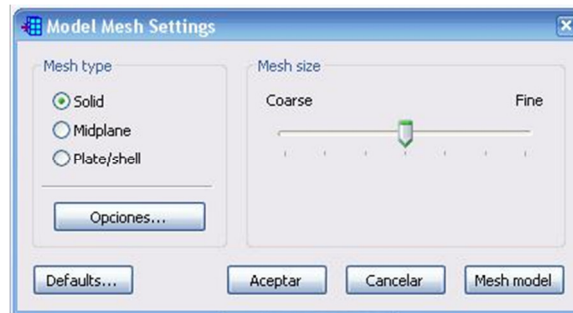 Model Mesh Settings
Mesh type
Solid
Midplane
Plate/shell
Opciones...
Mesh size
Coarse Fine
Defaults... Aceptar Cancelar Mesh model